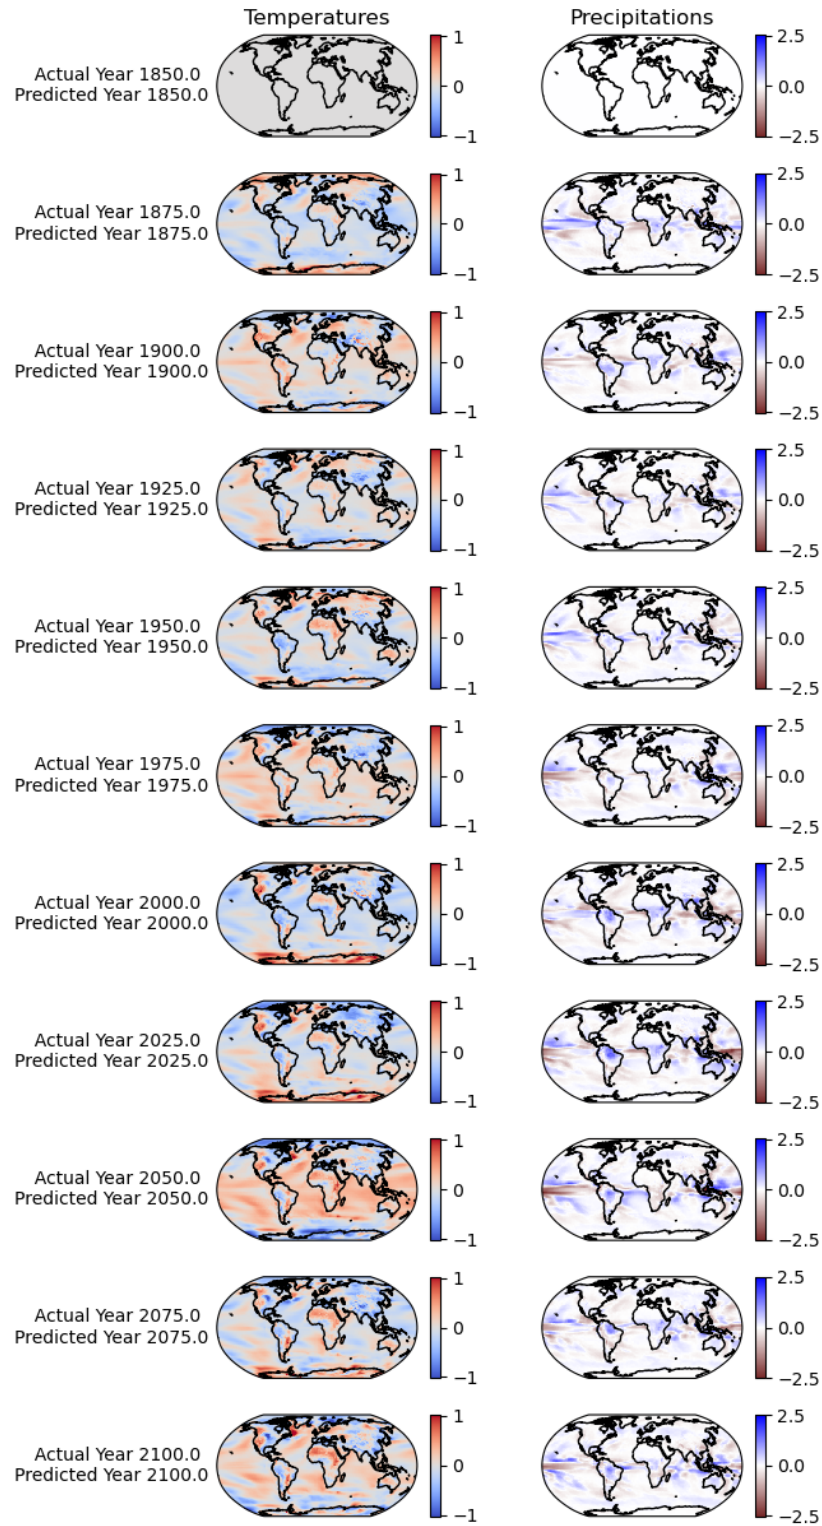 Temperatures Precipitations
Actual Year 1850.0
Predicted Year 1850.0
1
0
−1
2.5
0.0
−2.5
Actual Year 1875.0
Predicted Year 1875.0
1
0
−1
2.5
0.0
−2.5
Actual Year 1900.0
Predicted Year 1900.0
1
0
−1
2.5
0.0
−2.5
Actual Year 1925.0
Predicted Year 1925.0
1
0
−1
2.5
0.0
−2.5
Actual Year 1950.0
Predicted Year 1950.0
1
0
−1
2.5
0.0
−2.5
Actual Year 1975.0
Predicted Year 1975.0
1
0
−1
2.5
0.0
−2.5
Actual Year 2000.0
Predicted Year 2000.0
1
0
−1
2.5
0.0
−2.5
Actual Year 2025.0
Predicted Year 2025.0
1
0
−1
2.5
0.0
−2.5
Actual Year 2050.0
Predicted Year 2050.0
1
0
−1
2.5
0.0
−2.5
Actual Year 2075.0
Predicted Year 2075.0
1
0
−1
2.5
0.0
−2.5
Actual Year 2100.0
Predicted Year 2100.0
1
0
−1
2.5
0.0
−2.5